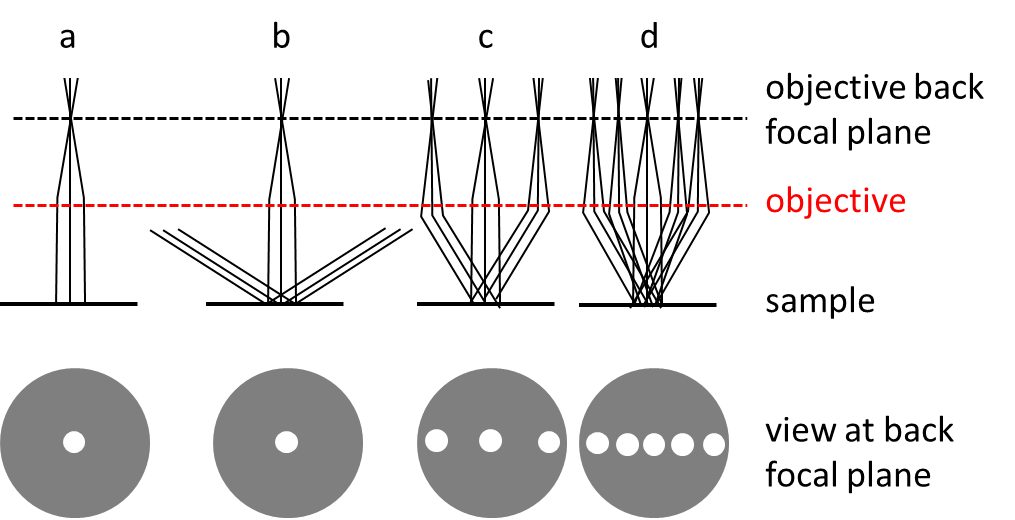 a b c d
objective back
focal plane
objective
sample
view at back
focal plane